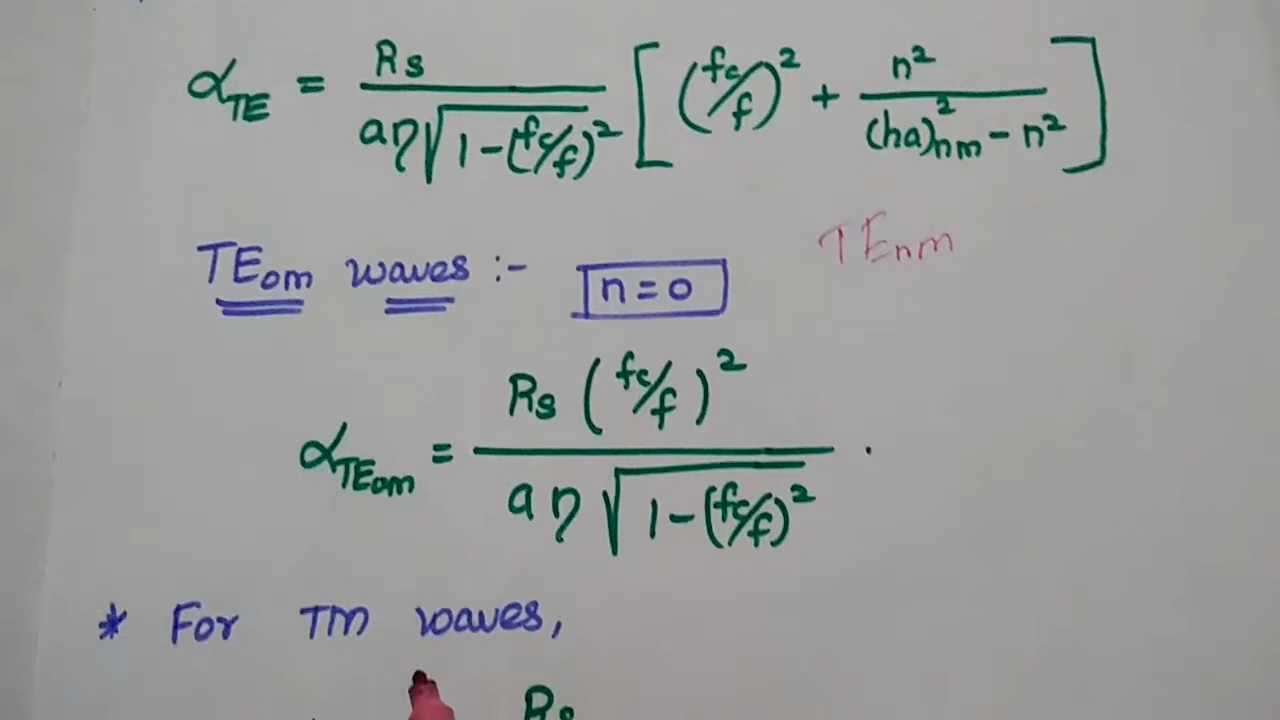 α_TE = Rs / (aη√(1-(fc/f)²)) [(fc/f)² + n² / ((ha)²nm - n²)]
TEom waves :- n=0 TEnm
α_TEom = Rs (fc/f)² / (aη√(1-(fc/f)²)) .
* For TM waves,
Rs